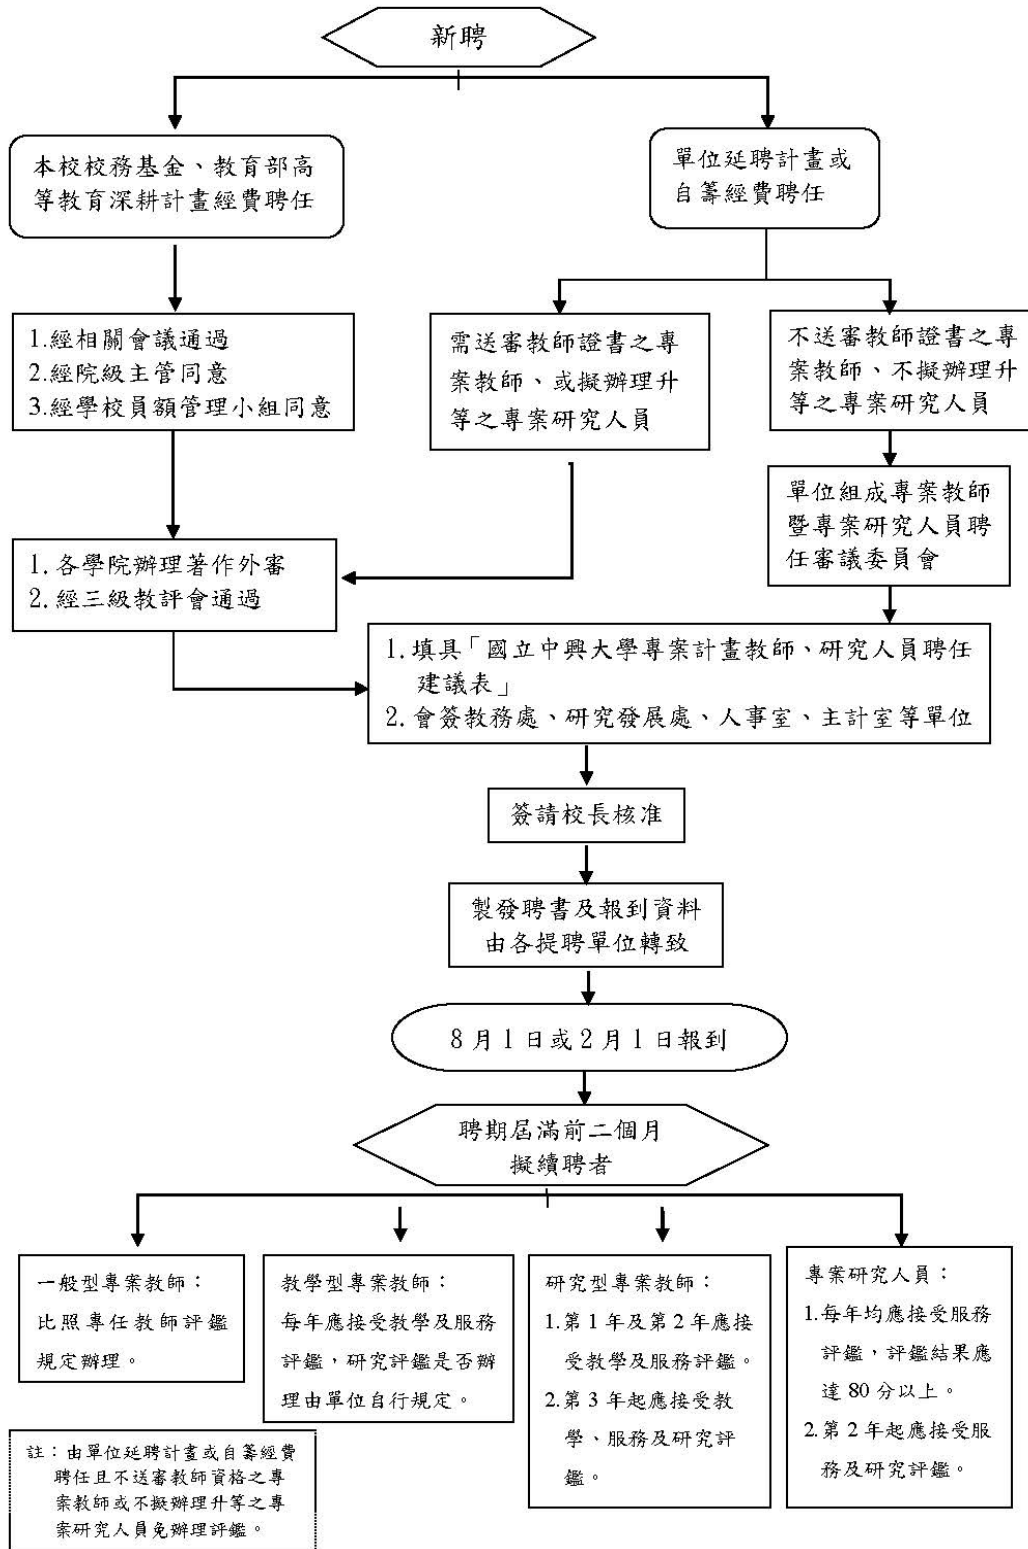 新聘
本校校務基金、教育部高
等教育深耕計畫經費聘任
單位延聘計畫或
自籌經費聘任
1.經相關會議通過
2.經院級主管同意
3.經學校員額管理小組同意
需送審教師證書之專
案教師、或擬辦理升
等之專案研究人員
不送審教師證書之專
案教師、不擬辦理升
等之專案研究人員
單位組成專案教師
暨專案研究人員聘
任審議委員會
1. 各學院辦理著作外審
2. 經三級教評會通過
1. 填具「國立中興大學專案計畫教師、研究人員聘任
建議表」
2. 會簽教務處、研究發展處、人事室、主計室等單位
簽請校長核准
製發聘書及報到資料
由各提聘單位轉致
8 月 1 日或 2 月 1 日報到
聘期屆滿前二個月
擬續聘者
一般型專案教師：
比照專任教師評鑑
規定辦理。
教學型專案教師：
每年應接受教學及服務
評鑑，研究評鑑是否辦
理由單位自行規定。
研究型專案教師：
1.第 1 年及第 2 年應接
受教學及服務評鑑。
2.第 3 年起應接受教
學、服務及研究評
鑑。
專案研究人員：
1.每年均應接受服務
評鑑，評鑑結果應
達 80 分以上。
2.第 2 年起應接受服
務及研究評鑑。
註：由單位延聘計畫或自籌經費
聘任且不送審教師資格之專
案教師或不擬辦理升等之專
案研究人員免辦理評鑑。